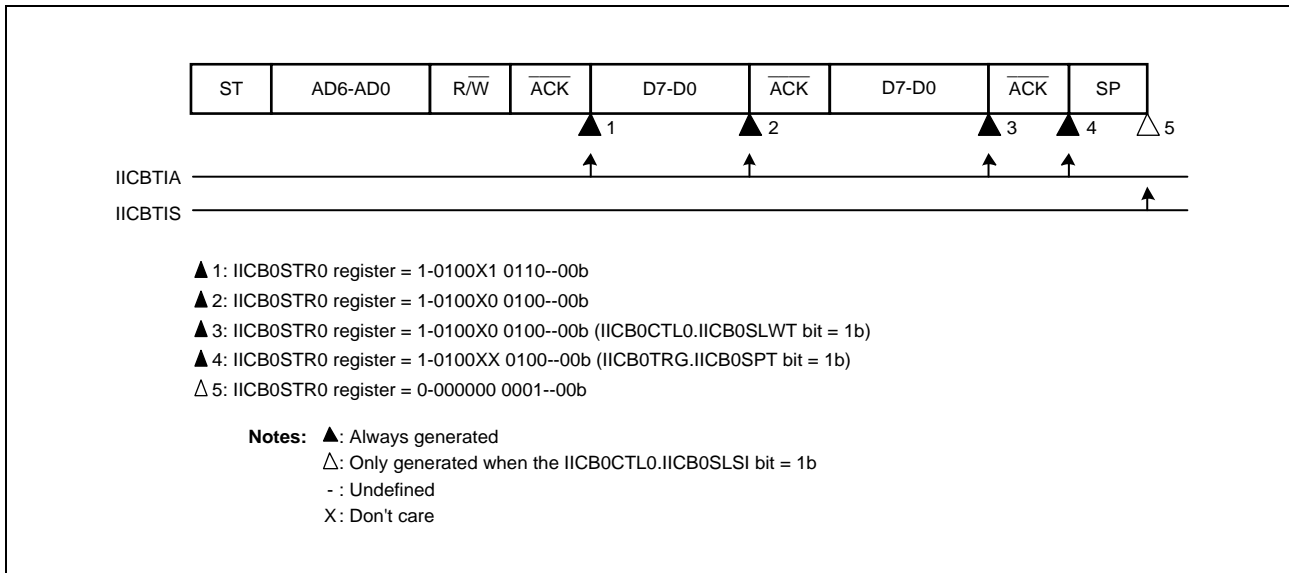 ST AD6-AD0 R/W̅ A̅C̅K̅ D7-D0 A̅C̅K̅ D7-D0 A̅C̅K̅ SP
▲ 1 ▲ 2 ▲ 3 ▲ 4 △ 5
IICBTIA
IICBTIS
▲ 1: IICB0STR0 register = 1-0100X1 0110--00b
▲ 2: IICB0STR0 register = 1-0100X0 0100--00b
▲ 3: IICB0STR0 register = 1-0100X0 0100--00b (IICB0CTL0.IICB0SLWT bit = 1b)
▲ 4: IICB0STR0 register = 1-0100XX 0100--00b (IICB0TRG.IICB0SPT bit = 1b)
△ 5: IICB0STR0 register = 0-000000 0001--00b
Notes: ▲: Always generated
△: Only generated when the IICB0CTL0.IICB0SLSI bit = 1b
- : Undefined
X: Don't care